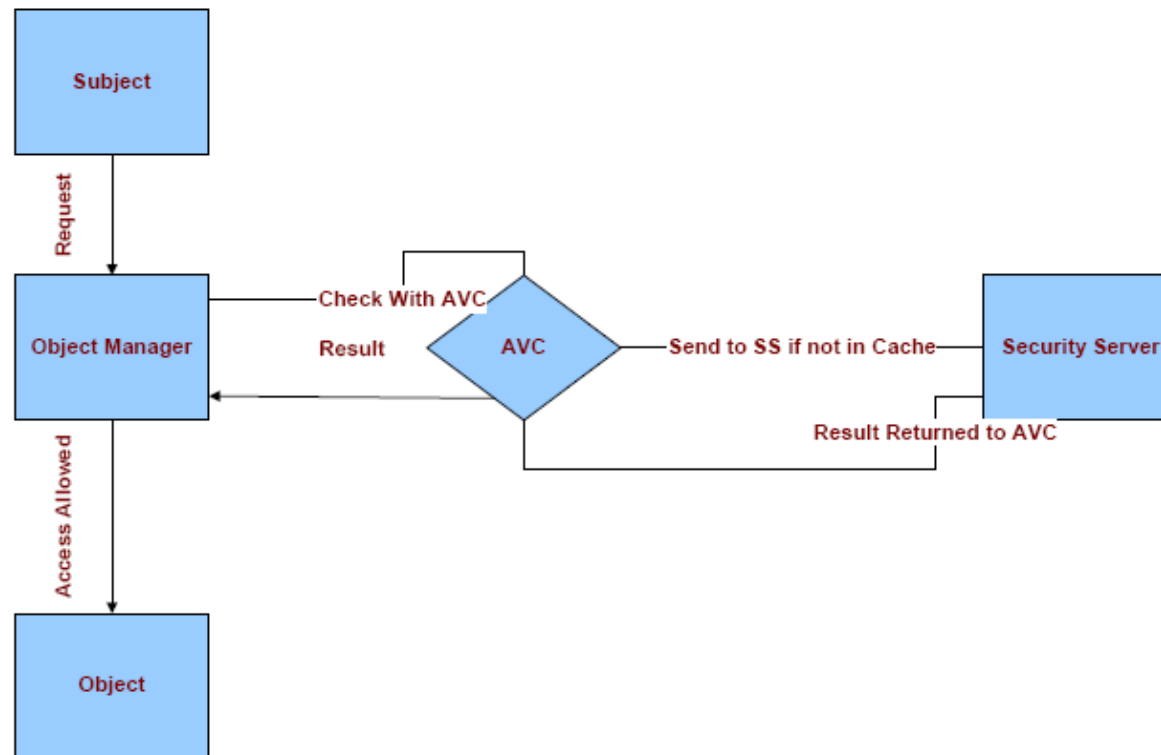 Subject
Request
Check With AVC
Object Manager
Result
AVC
Send to SS if not in Cache
Security Server
Result Returned to AVC
Access Allowed
Object